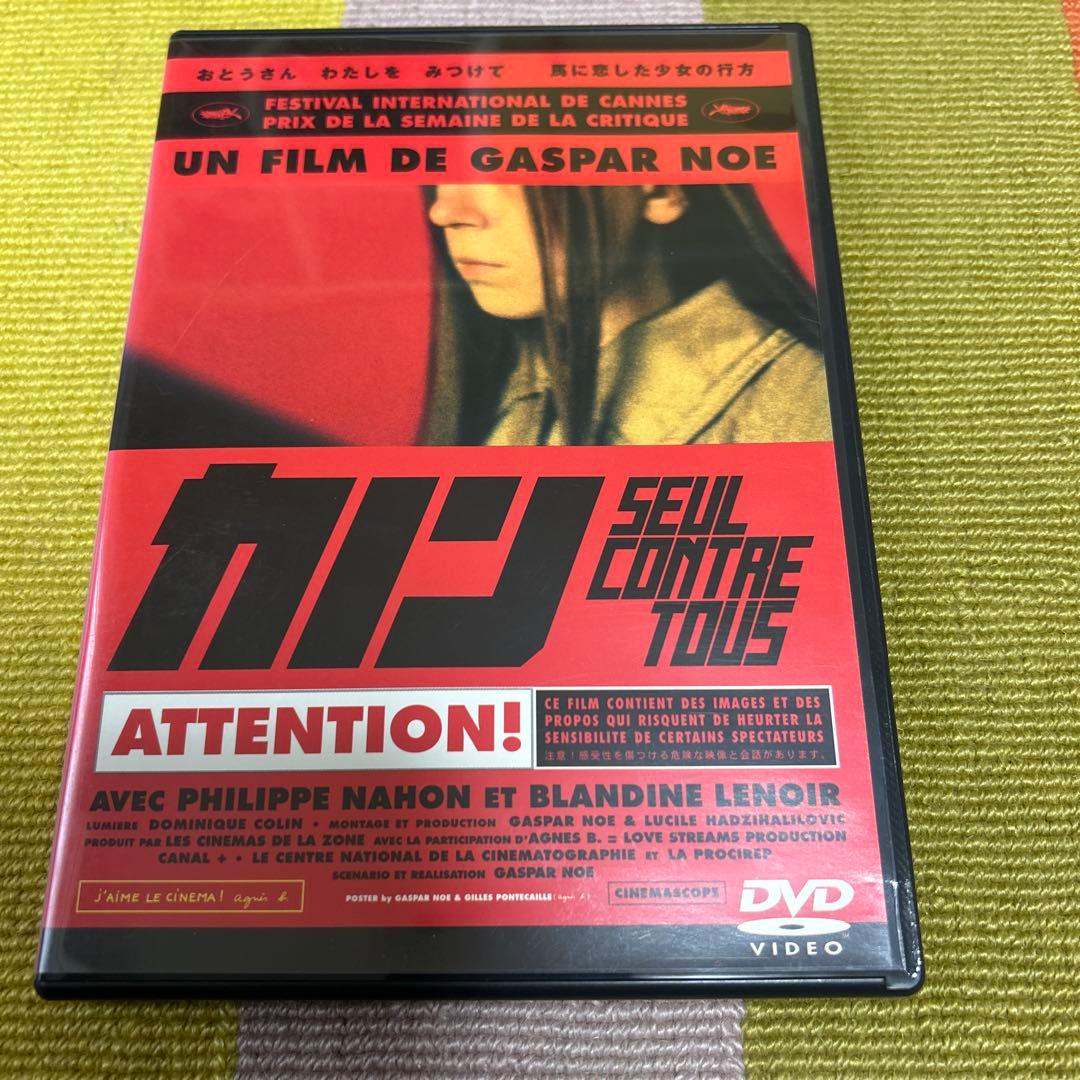 おとうさん わたしを みつけて 馬に恋した少女の行方
FESTIVAL INTERNATIONAL DE CANNES
PRIX DE LA SEMAINE DE LA CRITIQUE
UN FILM DE GASPAR NOE
カノン
SEUL
CONTRE
TOUS
ATTENTION!
CE FILM CONTIENT DES IMAGES ET DES
PROPOS QUI RISQUENT DE HEURTER LA
SENSIBILITE DE CERTAINS SPECTATEURS
注意!感受性を傷つける危険な映像と会話があります。
AVEC PHILIPPE NAHON ET BLANDINE LENOIR
LUMIERE DOMINIQUE COLIN • MONTAGE ET PRODUCTION GASPAR NOE & LUCILE HADZIHALILOVIC
PRODUIT PAR LES CINEMAS DE LA ZONE AVEC LA PARTICIPATION D'AGNES B. = LOVE STREAMS PRODUCTION
CANAL + • LE CENTRE NATIONAL DE LA CINEMATOGRAPHIE ET LA PROCIREP
SCENARIO ET REALISATION GASPAR NOE
J'AIME LE CINEMA! agnès b.
POSTER by GASPAR NOE & GILLES PONTECAILLE (agnès b.)
CINEMASCOPE
DVD
VIDEO